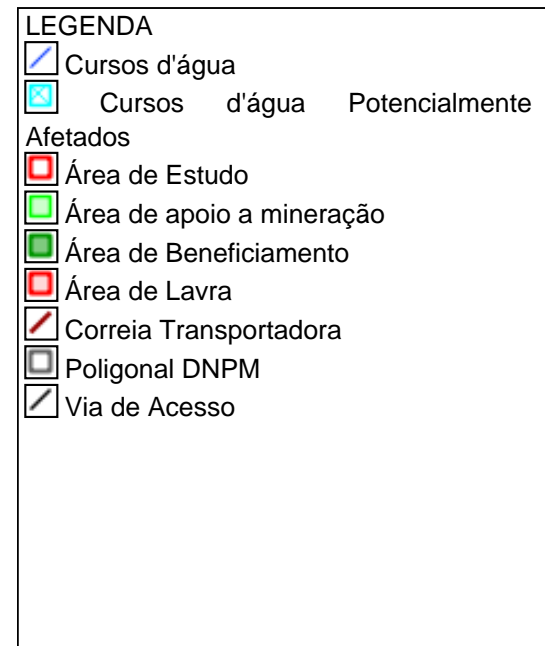 LEGENDA
Cursos d'água
Cursos d'água Potencialmente
Afetados
Área de Estudo
Área de apoio a mineração
Área de Beneficiamento
Área de Lavra
Correia Transportadora
Poligonal DNPM
Via de Acesso